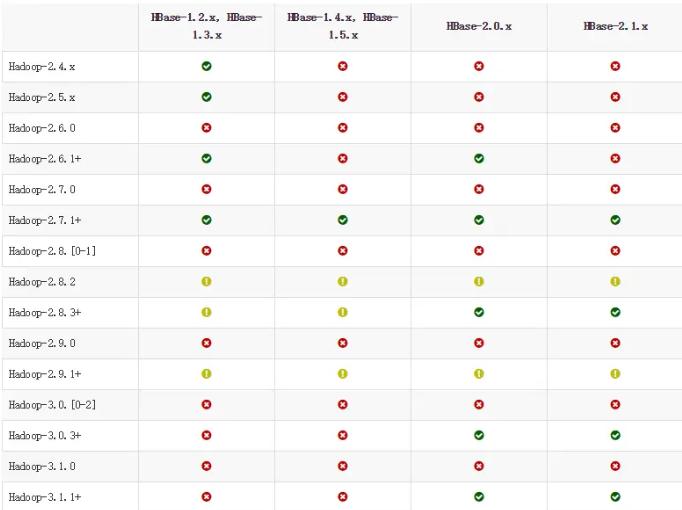 HBase-1.2.x, HBase-
1.3.x
HBase-1.4.x, HBase-
1.5.x
HBase-2.0.x
HBase-2.1.x
Hadoop-2.4.x
Hadoop-2.5.x
Hadoop-2.6.0
Hadoop-2.6.1+
Hadoop-2.7.0
Hadoop-2.7.1+
Hadoop-2.8.[0-1]
Hadoop-2.8.2
Hadoop-2.8.3+
Hadoop-2.9.0
Hadoop-2.9.1+
Hadoop-3.0.[0-2]
Hadoop-3.0.3+
Hadoop-3.1.0
Hadoop-3.1.1+